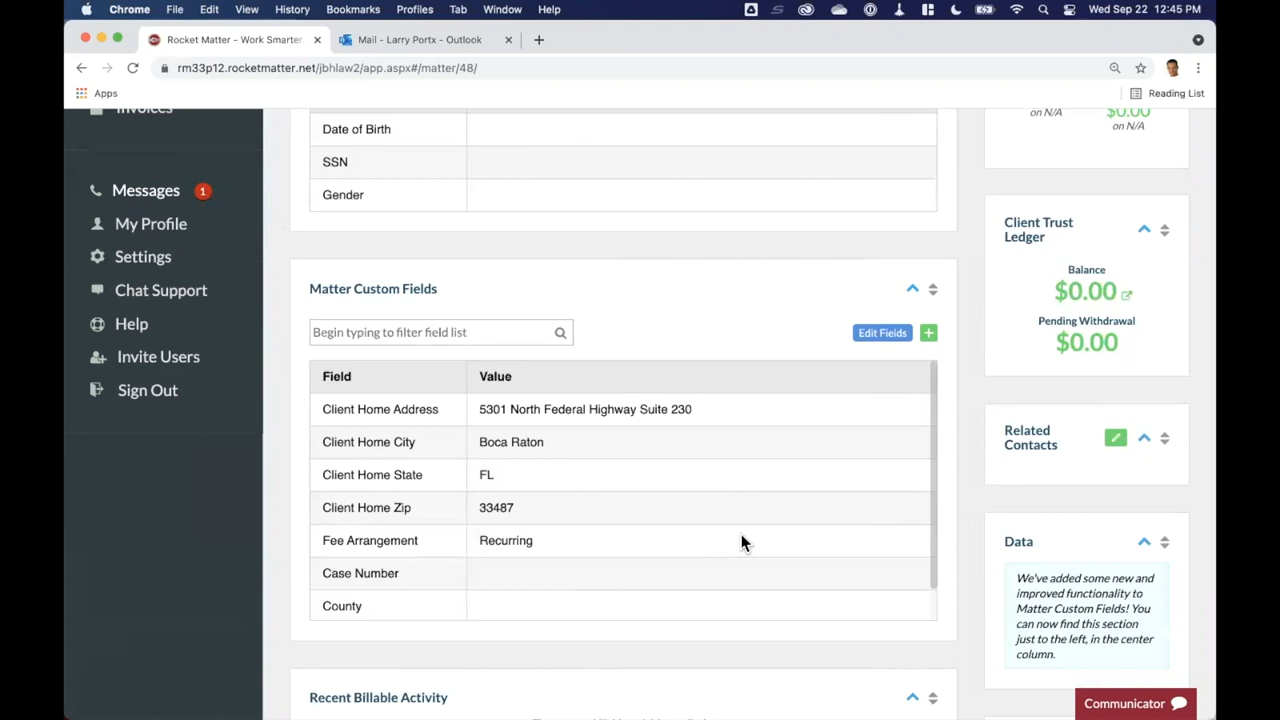 Chrome File Edit View History Bookmarks Profiles Tab Window Help Wed Sep 22 12:45 PM
Rocket Matter - Work Smarter
Mail - Larry Portx - Outlook
rm33p12.rocketmatter.net/jbhlaw2/app.aspx#/matter/48/
Apps
Reading List
Invoices
Messages 1
My Profile
Settings
Chat Support
Help
Invite Users
Sign Out
Date of Birth
SSN
Gender
Matter Custom Fields
Begin typing to filter field list
Edit Fields +
Field Value
Client Home Address 5301 North Federal Highway Suite 230
Client Home City Boca Raton
Client Home State FL
Client Home Zip 33487
Fee Arrangement Recurring
Case Number
County
Recent Billable Activity
on N/A
$0.00
on N/A
Client Trust
Ledger
Balance
$0.00
Pending Withdrawal
$0.00
Related
Contacts
Data
We've added some new and
improved functionality to
Matter Custom Fields! You
can now find this section
just to the left, in the center
column.
Communicator